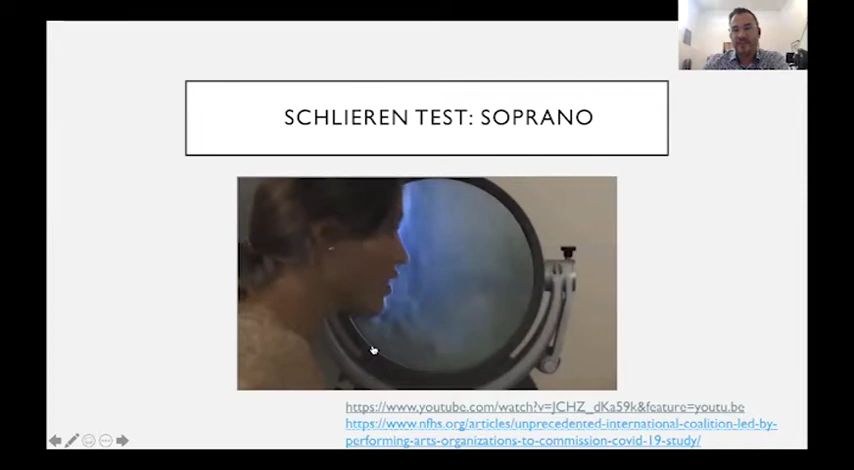 SCHLIEREN TEST: SOPRANO
https://www.youtube.com/watch?v=JCHZ_dKa59k&feature=youtu.be
https://www.nfhs.org/articles/unprecedented-international-coalition-led-by-
performing-arts-organizations-to-commission-covid-19-study/